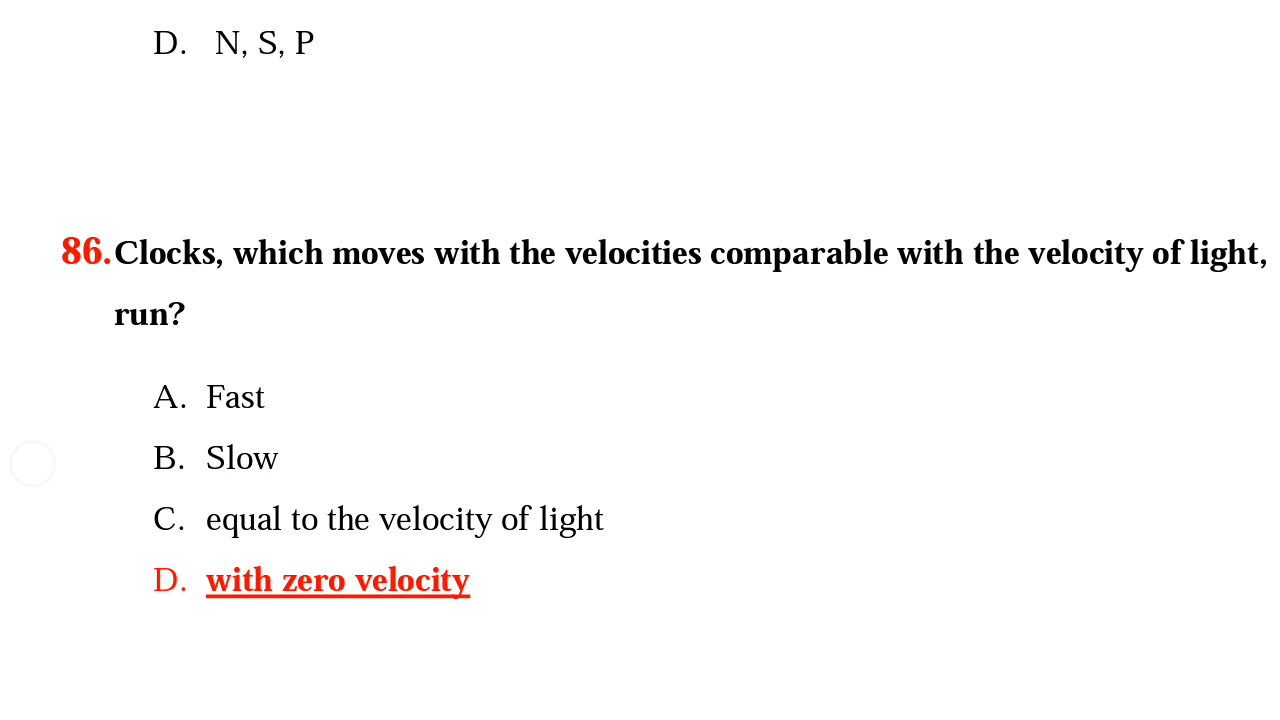 D. N, S, P
86. Clocks, which moves with the velocities comparable with the velocity of light,
run?
A. Fast
B. Slow
C. equal to the velocity of light
D. with zero velocity